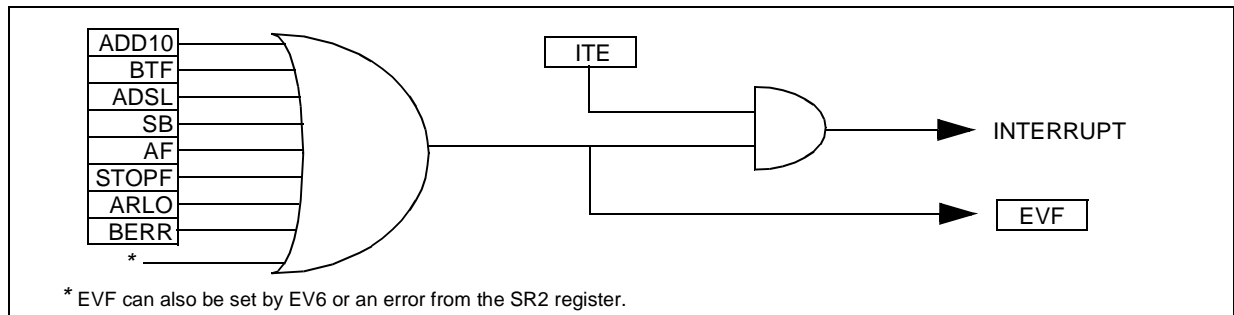 ADD10
BTF
ADSL
SB
AF
STOPF
ARLO
BERR
*
ITE
INTERRUPT
EVF
* EVF can also be set by EV6 or an error from the SR2 register.